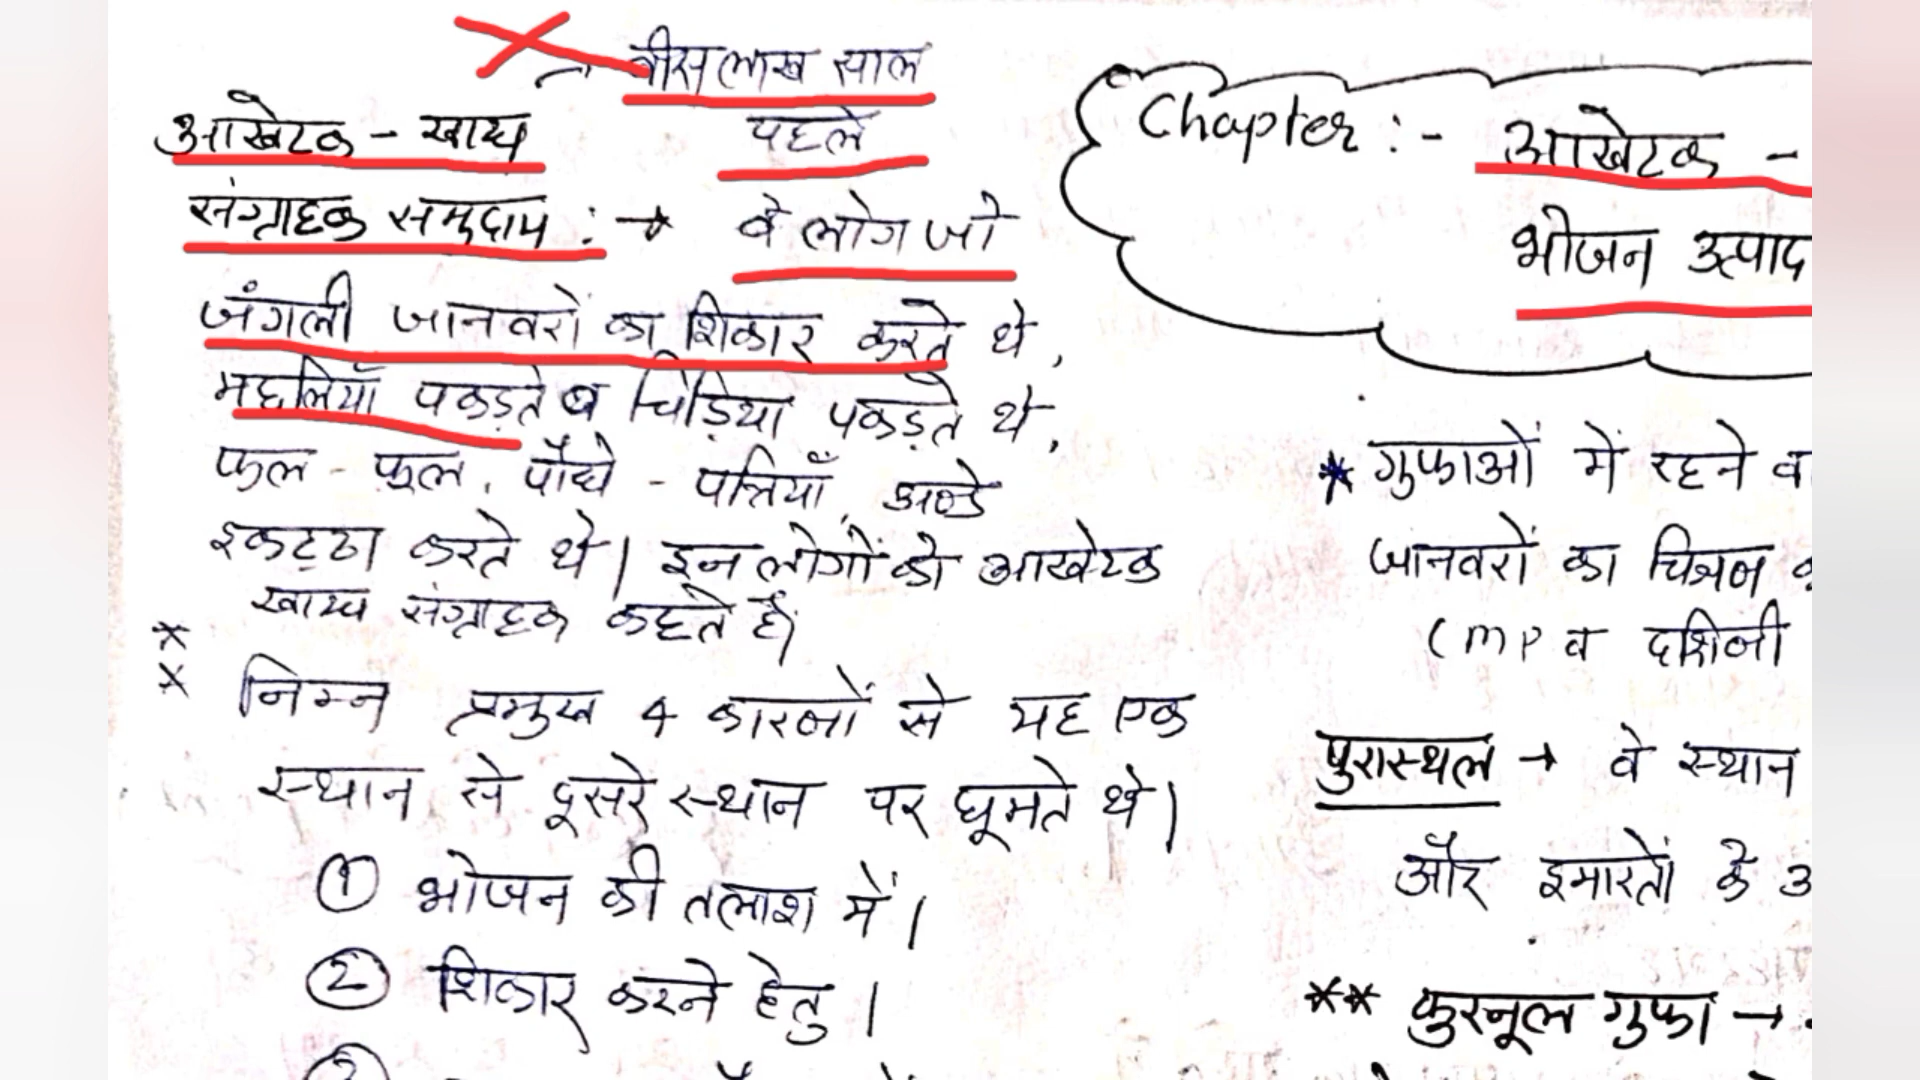 बीस लाख साल
पहले
आखेटक - खाद्य
संग्राहक समुदाय :→ वे लोग जो
जंगली जानवरों का शिकार करते थे,
मछलियाँ पकड़ते व चिड़िया पकड़ते थे,
फल - फूल, पौधे - पत्तियाँ, अण्डे
इकट्ठा करते थे। इन लोगों को आखेटक
खाद्य संग्राहक कहते हैं।
** निम्न प्रमुख 4 कारणों से यह एक
स्थान से दूसरे स्थान पर घूमते थे।
① भोजन की तलाश में।
② शिकार करने हेतु।
Chapter :- आखेटक -
भोजन उत्पाद
* गुफाओं में रहने व
जानवरों का चित्रण
(MP व दक्षिणी
पुरास्थल → वे स्थान
और इमारतों के
** कुरनूल गुफा →